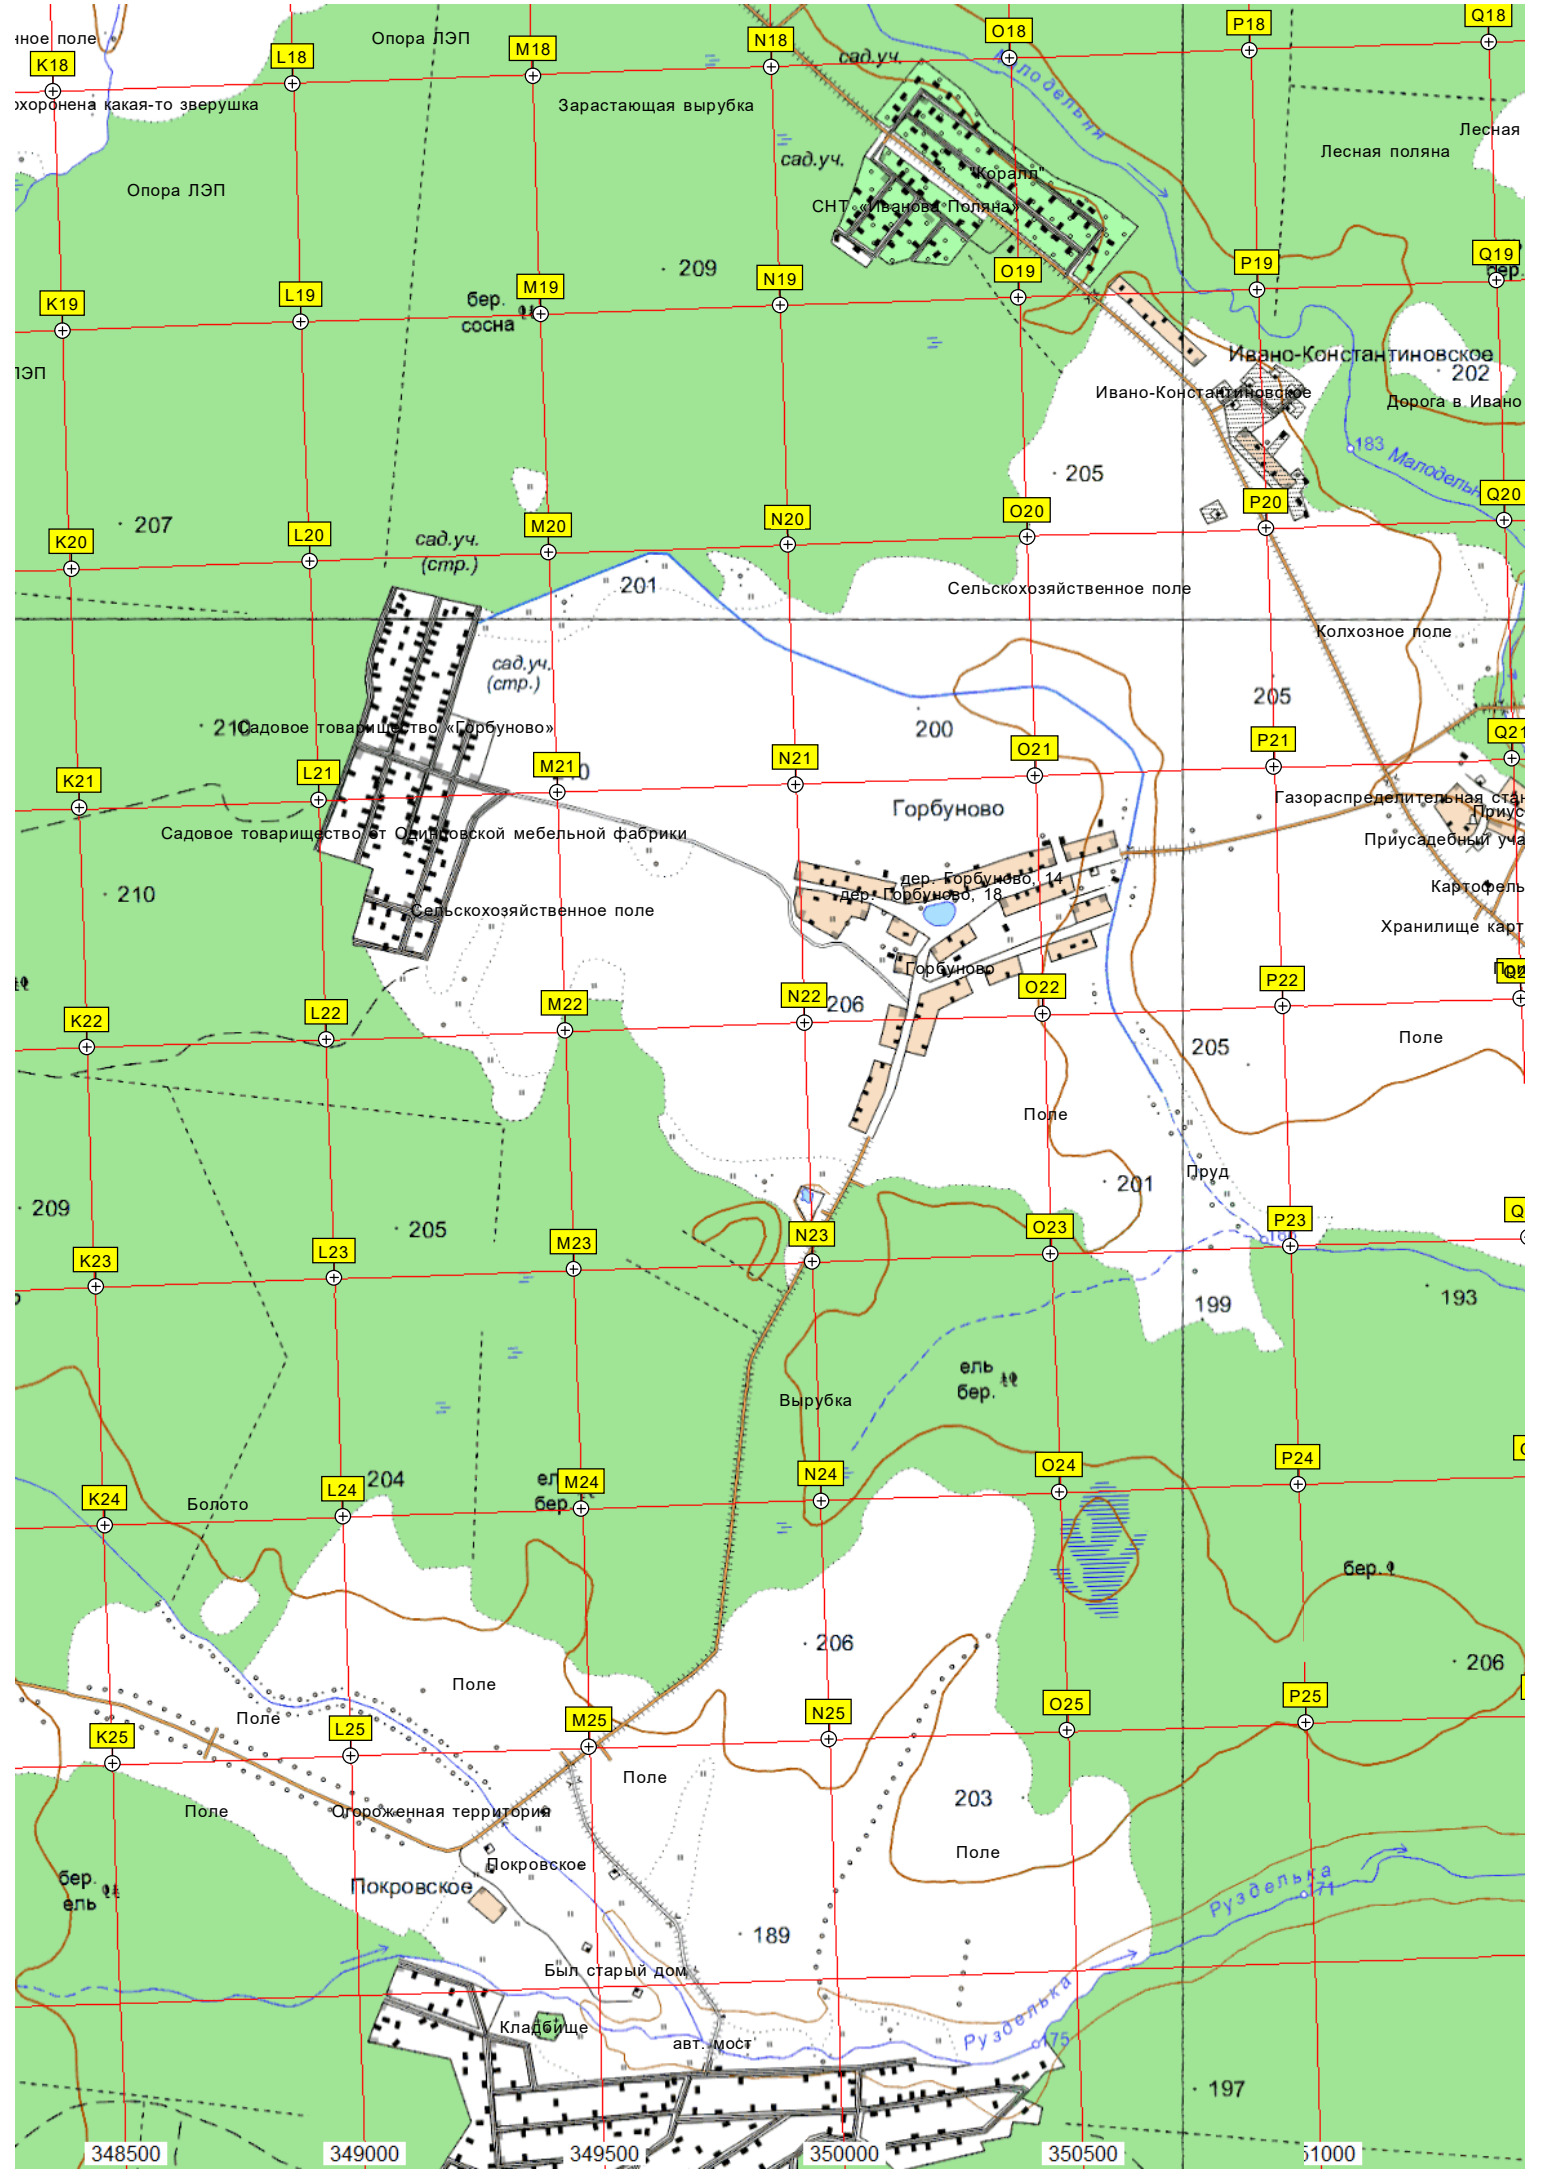 Q18
P18
O18
N18
нное поле
Опора ЛЭП
M18
L18
K18
сад.уч.
Малодельня
охоронена какая-то зверушка
Зарастающая вырубка
Лесная
Лесная поляна
сад.уч.
"Коралл"
Опора ЛЭП
СНТ «Иванова Поляна»
209
Q19
P19
O19
N19
M19
L19
K19
бер.
бер.
сосна
Ивано-Константиновское
202
ЛЭП
Ивано-Константиновское
Дорога в Ивано
183
Малодельн
205
Q20
P20
O20
N20
M20
L20
K20
207
сад.уч.
(стр.)
201
Сельскохозяйственное поле
Колхозное поле
сад.уч.
(стр.)
205
210
Садовое товарищество «Горбуново»
200
Q21
P21
O21
N21
M21
L21
K21
Газораспределительная стан
Горбуново
Приус
Садовое товарищество от Одинцовской мебельной фабрики
Приусадебный уча
дер. Горбуново, 14
дер. Горбуново, 18
210
Картофель
Сельскохозяйственное поле
Хранилище карт
Горбуново
P22
O22
N22
M22
L22
K22
206
Поле
205
Поле
Пруд
201
209
205
P23
O23
N23
M23
L23
K23
193
199
ель
бер.
Вырубка
P24
O24
N24
M24
L24
K24
204
ел
бер.
Болото
бер.
206
206
Поле
P25
O25
N25
M25
L25
K25
Поле
Поле
203
Поле
Огороженная территория
Поле
Покровское
бер.
ель
Покровское
Рузделька
171
189
Был старый дом
Рузделька
Кладбище
авт. мост
175
197
348500
349000
349500
350000
350500
51000